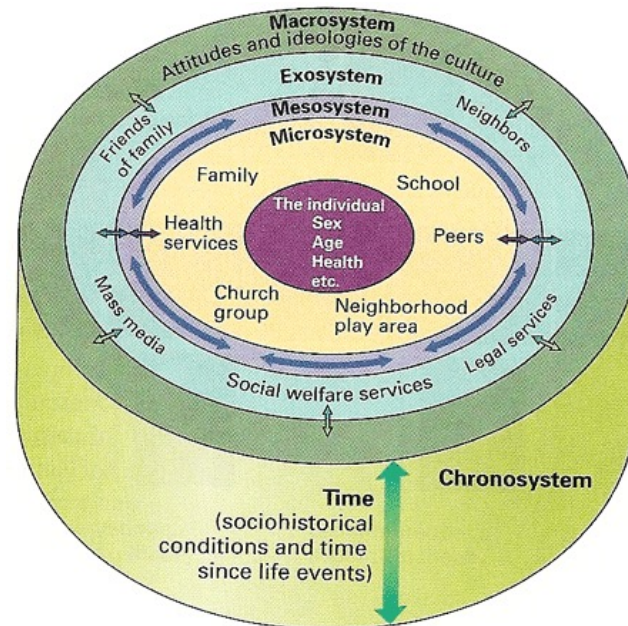 Macrosystem
Attitudes and ideologies of the culture
Exosystem
Mesosystem
Microsystem
Friends
of family
Neighbors
Family
School
The individual
Sex
Age
Health
etc.
Health
services
Peers
Church
group
Neighborhood
play area
Mass media
Social welfare services
Legal services
Chronosystem
Time
(sociohistorical
conditions and time
since life events)